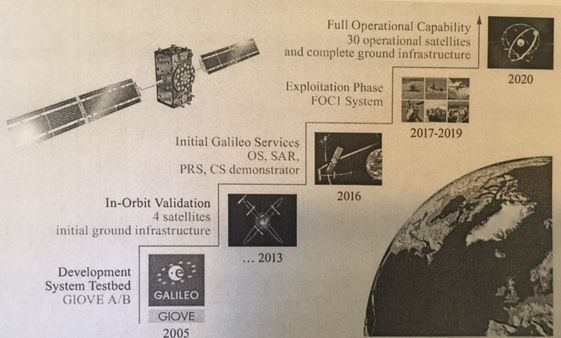 Full Operational Capability
30 operational satellites
and complete ground infrastructure
2020
Exploitation Phase
FOC1 System
2017-2019
Initial Galileo Services
OS, SAR,
PRS, CS demonstrator
2016
In-Orbit Validation
4 satellites
initial ground infrastructure
... 2013
Development
System Testbed
GIOVE A/B
GALILEO
GIOVE
2005